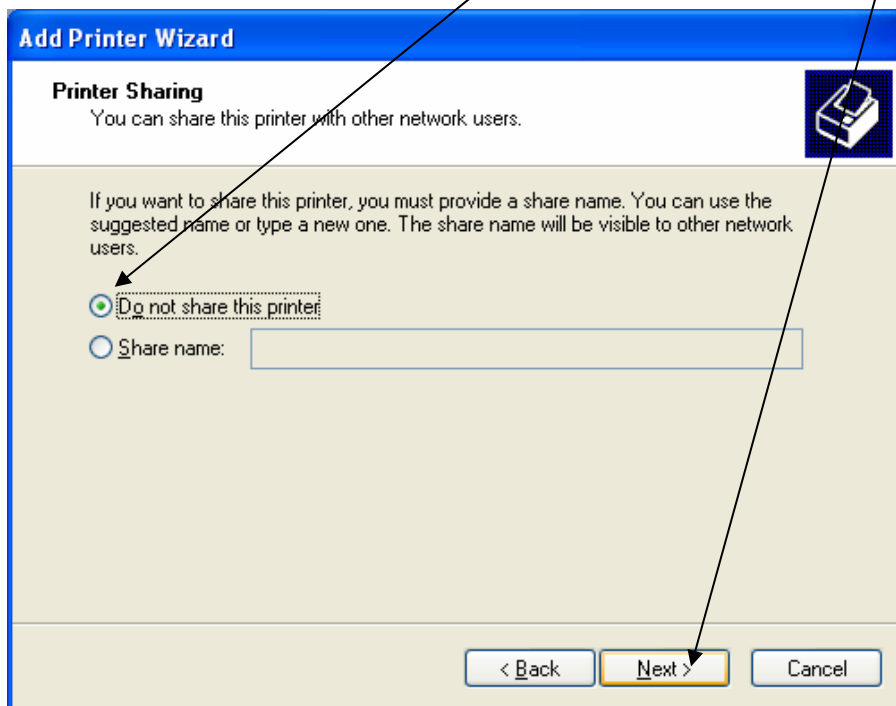 Add Printer Wizard
Printer Sharing
You can share this printer with other network users.
If you want to share this printer, you must provide a share name. You can use the
suggested name or type a new one. The share name will be visible to other network
users.
Do not share this printer
Share name:
< Back
Next >
Cancel